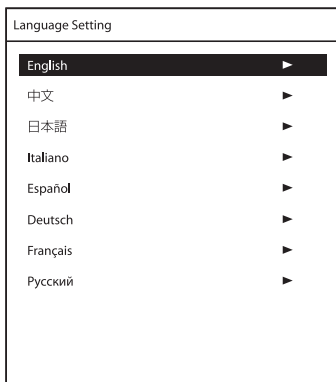 Language Setting
English
中文
日本語
Italiano
Español
Deutsch
Français
Русский